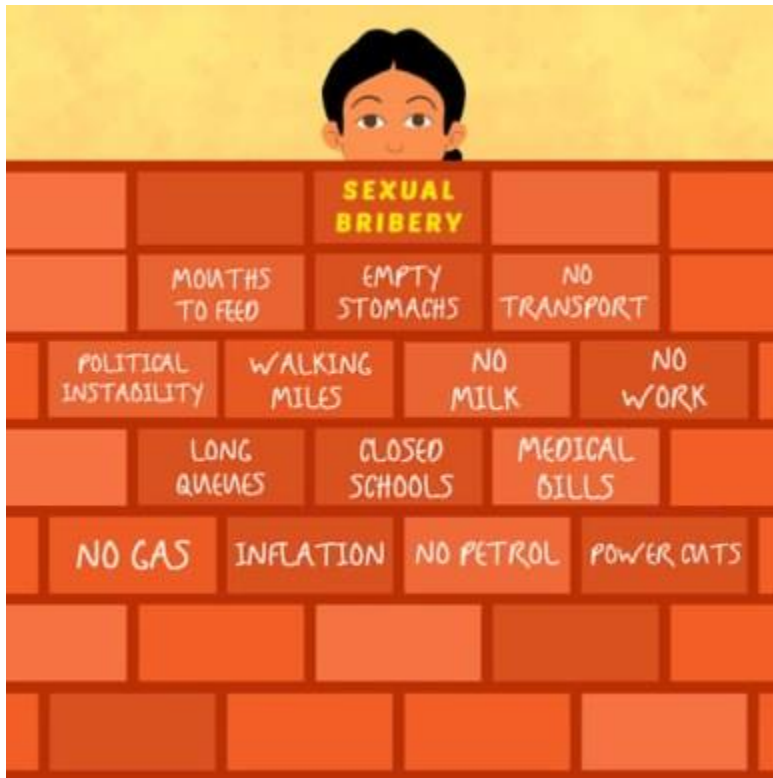 SEXUAL
BRIBERY
MOUTHS
TO FEED
EMPTY
STOMACHS
NO
TRANSPORT
POLITICAL
INSTABILITY
WALKING
MILES
NO
MILK
NO
WORK
LONG
QUEUES
CLOSED
SCHOOLS
MEDICAL
BILLS
NO GAS
INFLATION
NO PETROL
POWER CUTS